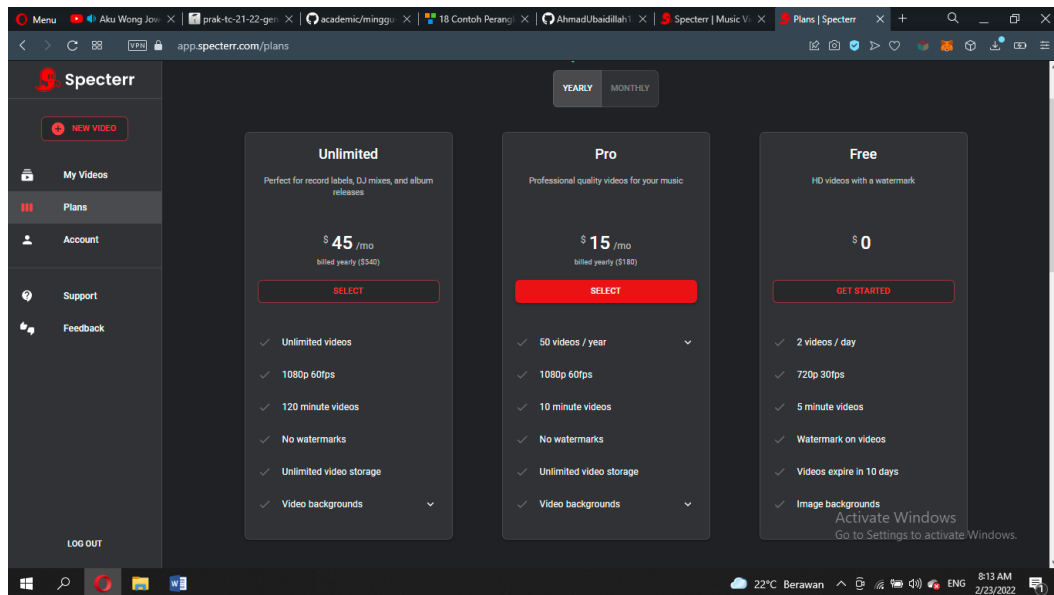 Menu
Aku Wong Jow
prak-tc-21-22-gen
academic/minggu
18 Contoh Perangi
AhmadUbaidillah1
Specterr | Music Vi
Plans | Specterr
VPN
app.specterr.com/plans
Specterr
NEW VIDEO
My Videos
Plans
Account
Support
Feedback
LOG OUT
YEARLY
MONTHLY
Unlimited
Perfect for record labels, DJ mixes, and album
releases
$ 45 /mo
billed yearly ($540)
SELECT
Unlimited videos
1080p 60fps
120 minute videos
No watermarks
Unlimited video storage
Video backgrounds
Pro
Professional quality videos for your music
$ 15 /mo
billed yearly ($180)
SELECT
50 videos / year
1080p 60fps
10 minute videos
No watermarks
Unlimited video storage
Video backgrounds
Free
HD videos with a watermark
$ 0
GET STARTED
2 videos / day
720p 30fps
5 minute videos
Watermark on videos
Videos expire in 10 days
Image backgrounds
Activate Windows
Go to Settings to activate Windows.
22°C Berawan
ENG
8:13 AM
2/23/2022